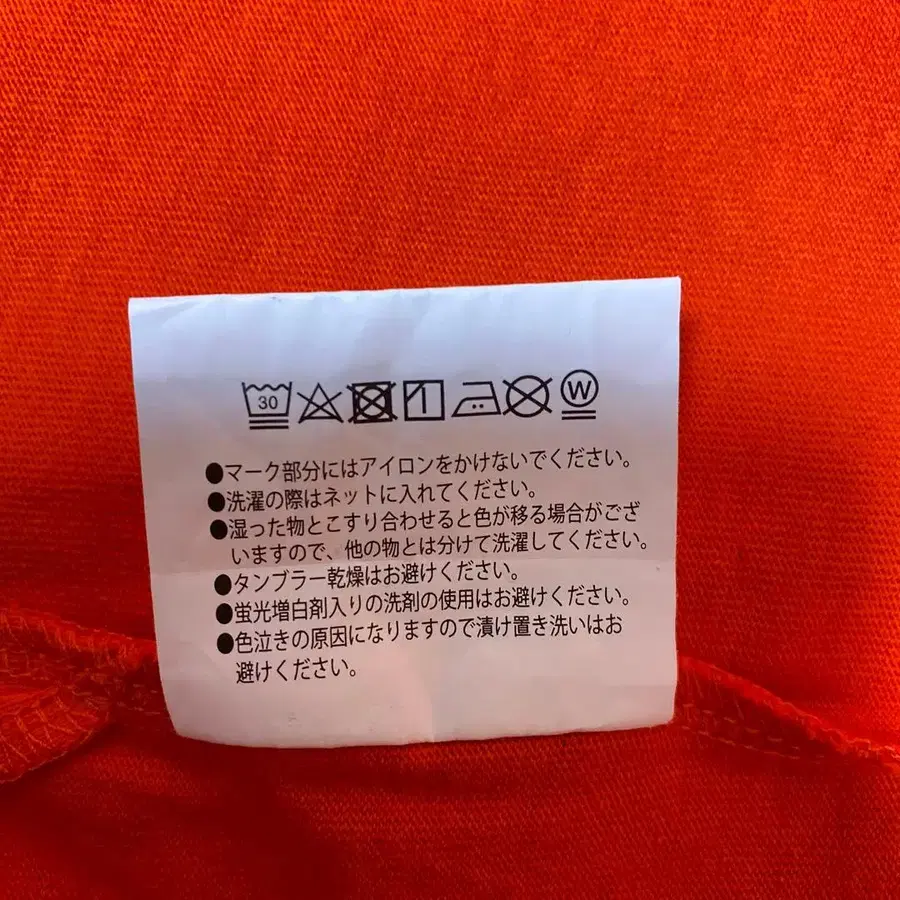 30 W
●マーク部分にはアイロンをかけないでください。
●洗濯の際はネットに入れてください。
●湿った物とこすり合わせると色が移る場合がござ
いますので、他の物とは分けて洗濯してください。
●タンブラー乾燥はお避けください。
●蛍光増白剤入りの洗剤の使用はお避けください。
●色泣きの原因になりますので漬け置き洗いはお
避けください。